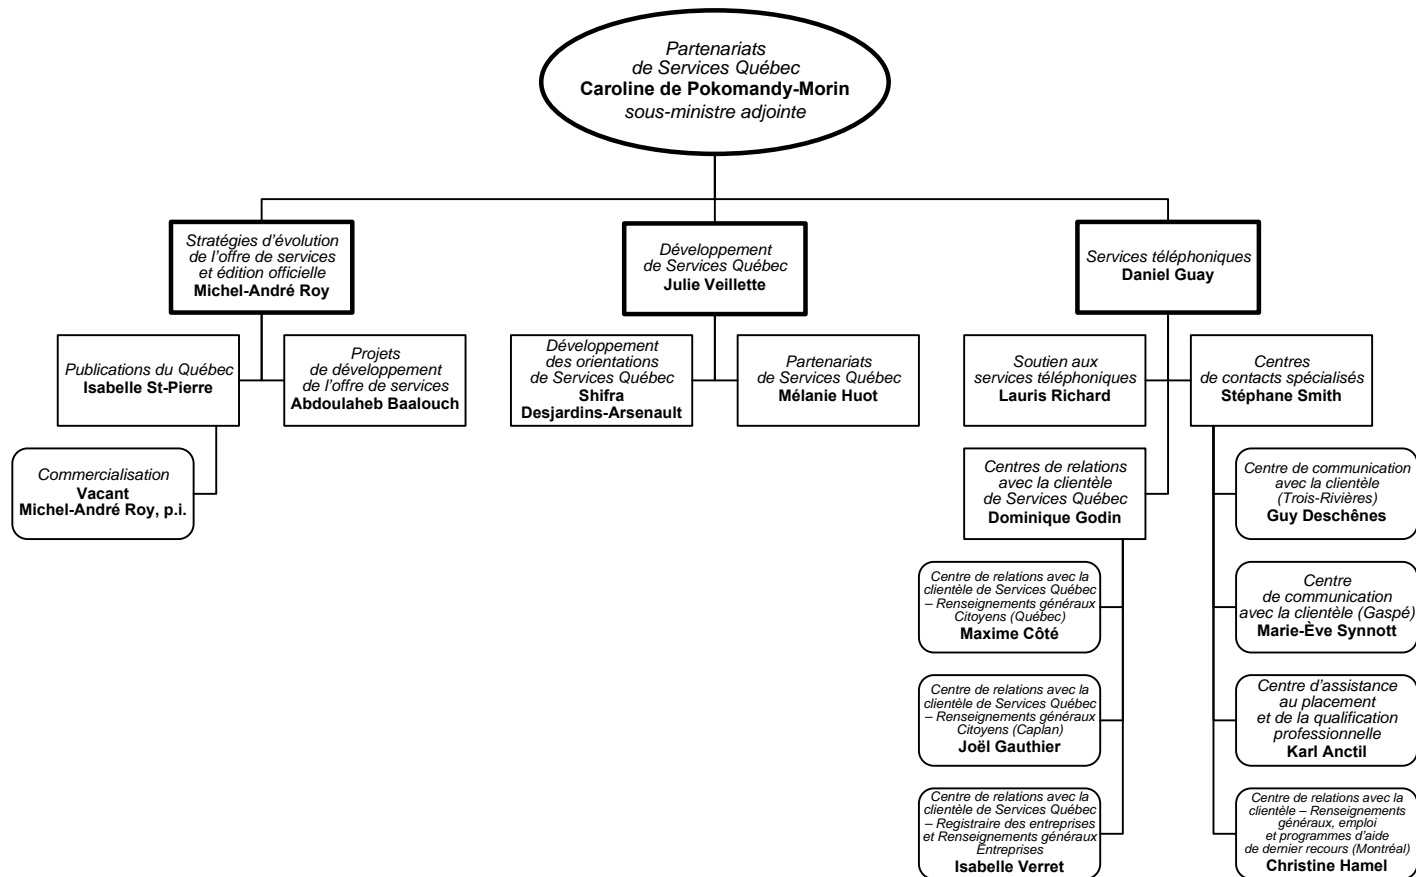 Partenariats
de Services Québec
Caroline de Pokomandy-Morin
sous-ministre adjointe
Stratégies d'évolution
de l'offre de services
et édition officielle
Michel-André Roy
Développement
de Services Québec
Julie Veillette
Services téléphoniques
Daniel Guay
Publications du Québec
Isabelle St-Pierre
Projets
de développement
de l'offre de services
Abdoulaheb Baalouch
Développement
des orientations
de Services Québec
Shifra
Desjardins-Arsenault
Partenariats
de Services Québec
Mélanie Huot
Soutien aux
services téléphoniques
Lauris Richard
Centres
de contacts spécialisés
Stéphane Smith
Commercialisation
Vacant
Michel-André Roy, p.i.
Centres de relations
avec la clientèle
de Services Québec
Dominique Godin
Centre de communication
avec la clientèle
(Trois-Rivières)
Guy Deschênes
Centre de relations avec la
clientèle de Services Québec
– Renseignements généraux
Citoyens (Québec)
Maxime Côté
Centre
de communication
avec la clientèle (Gaspé)
Marie-Ève Synnott
Centre de relations avec la
clientèle de Services Québec
– Renseignements généraux
Citoyens (Caplan)
Joël Gauthier
Centre d'assistance
au placement
et de la qualification
professionnelle
Karl Anctil
Centre de relations avec la
clientèle de Services Québec
– Registraire des entreprises
et Renseignements généraux
Entreprises
Isabelle Verret
Centre de relations avec la
clientèle – Renseignements
généraux, emploi
et programmes d'aide
de dernier recours (Montréal)
Christine Hamel